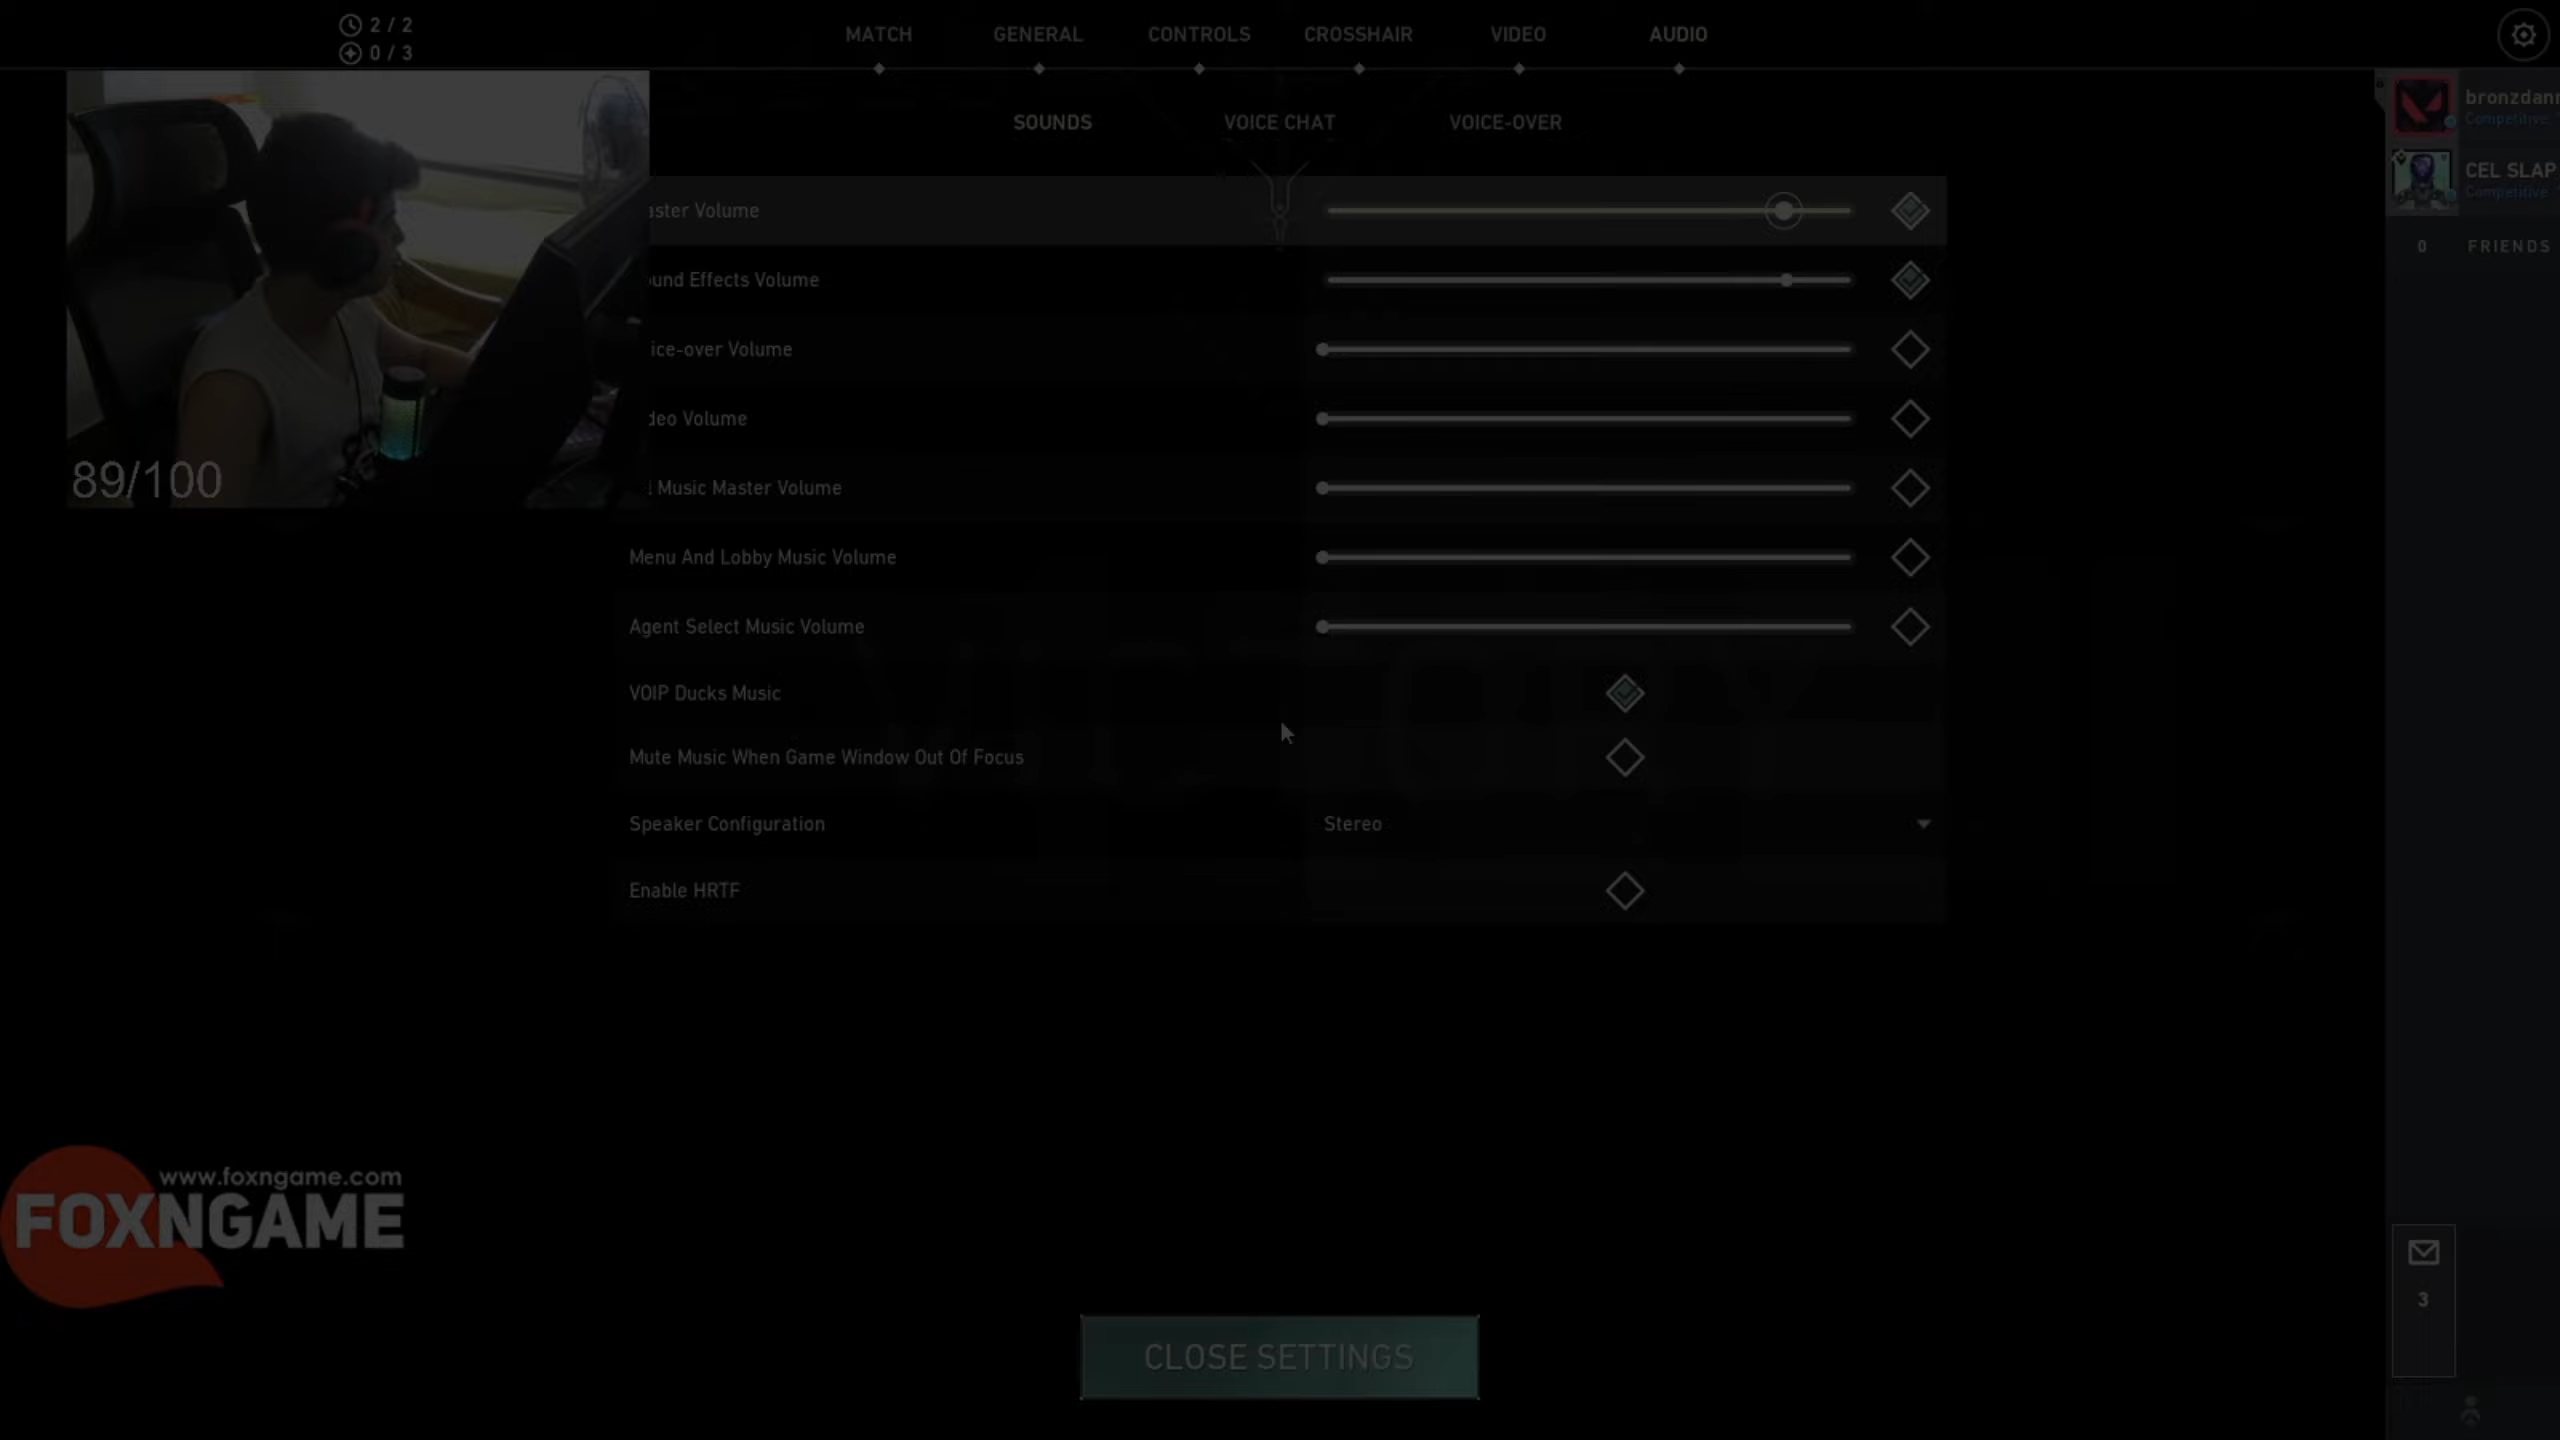 2 / 2
0 / 3
MATCH
GENERAL
CONTROLS
CROSSHAIR
VIDEO
AUDIO
SOUNDS
VOICE CHAT
VOICE-OVER
bronzdan
Competitive
CEL SLAP
Competitive
0 FRIENDS
aster Volume
und Effects Volume
ice-over Volume
deo Volume
Music Master Volume
Menu And Lobby Music Volume
Agent Select Music Volume
VOIP Ducks Music
Mute Music When Game Window Out Of Focus
Speaker Configuration
Stereo
Enable HRTF
89/100
VICTORY
www.foxngame.com
FOXNGAME
3
CLOSE SETTINGS